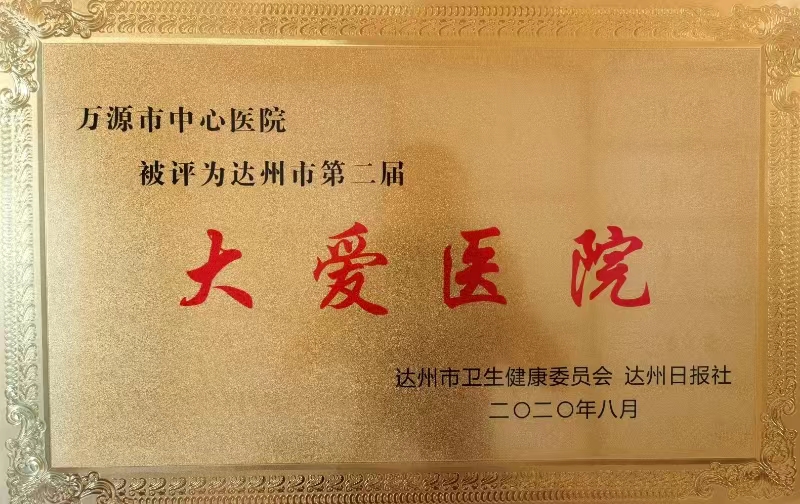 万源市中心医院
被评为达州市第二届
大爱医院
达州市卫生健康委员会 达州日报社
二〇二〇年八月